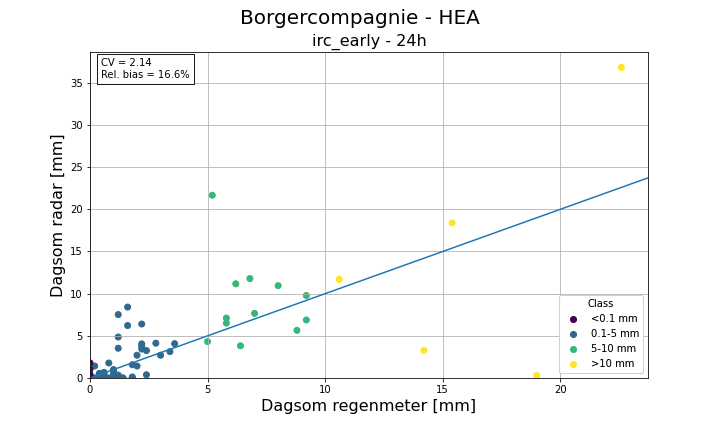 Borgercompagnie - HEA
irc_early - 24h
CV = 2.14
Rel. bias = 16.6%
Dagsom radar [mm]
35
30
25
20
15
10
5
0
0
5
10
15
20
Dagsom regenmeter [mm]
Class
<0.1 mm
0.1-5 mm
5-10 mm
>10 mm